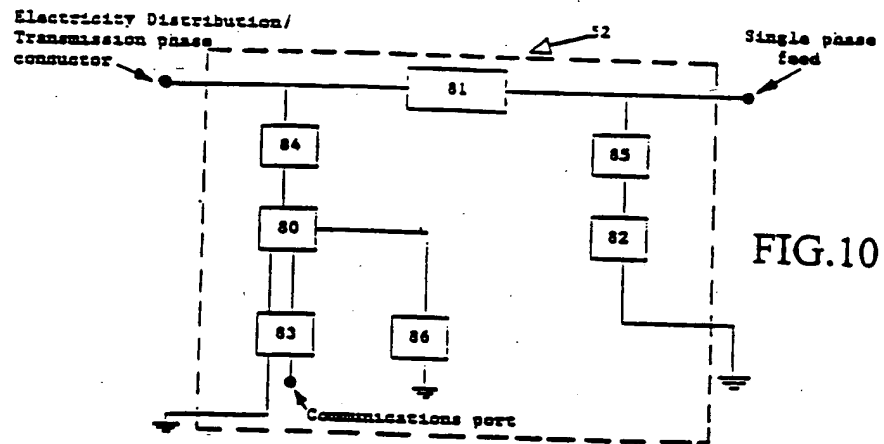 Electricity Distribution/
Transmission phase
conductor
52
Single phase
feed
81
84
85
80
82
FIG.10
83
86
Communications port